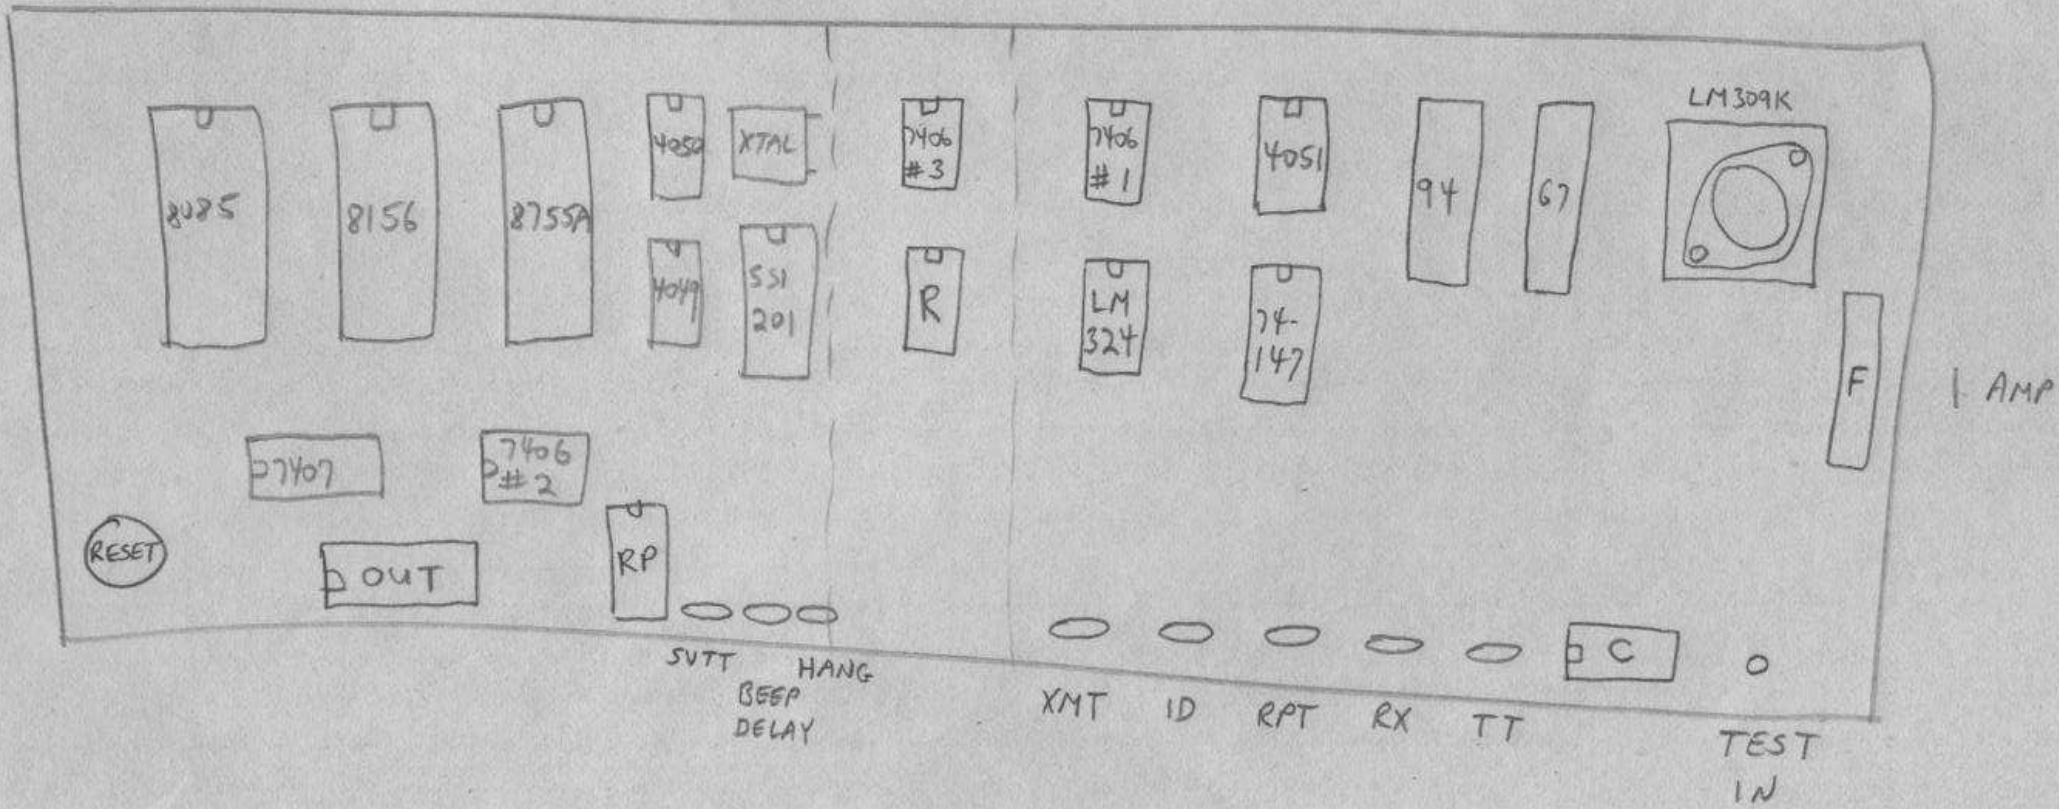 LM309K
8085
8156
8755A
4050
XTAL
7406
#3
7406
#1
4051
94
67
4049
SSI
201
R
LM
324
74-
147
F
1 AMP
7407
7406
#2
RESET
OUT
RP
C
SVTT
HANG
BEEP
DELAY
XMT
ID
RPT
RX
TT
TEST
IN